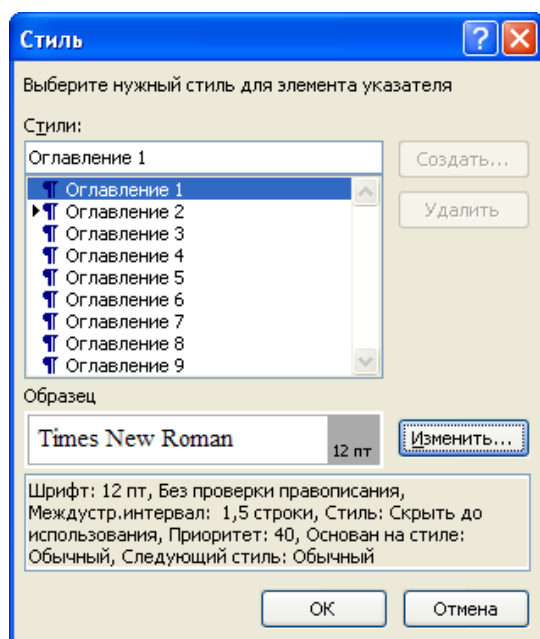 Стиль
Выберите нужный стиль для элемента указателя
Стили:
Оглавление 1
Создать...
¶ Оглавление 1
¶ Оглавление 2
Удалить
¶ Оглавление 3
¶ Оглавление 4
¶ Оглавление 5
¶ Оглавление 6
¶ Оглавление 7
¶ Оглавление 8
¶ Оглавление 9
Образец
Times New Roman
12 пт
Изменить...
Шрифт: 12 пт, Без проверки правописания,
Междустр.интервал: 1,5 строки, Стиль: Скрыть до
использования, Приоритет: 40, Основан на стиле:
Обычный, Следующий стиль: Обычный
ОК
Отмена